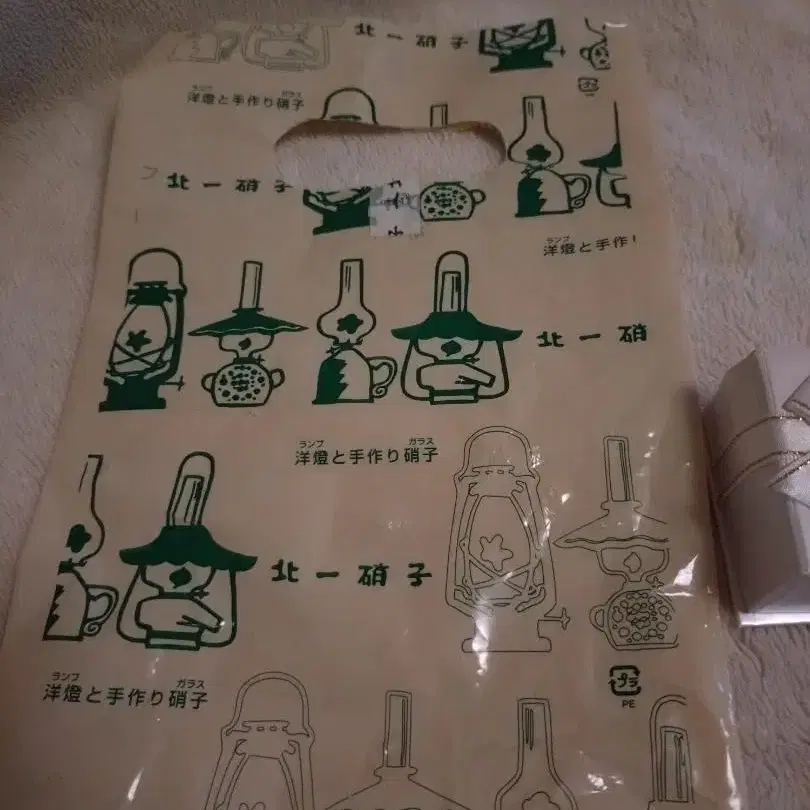 北一硝子
ランプ ガラス
洋燈と手作り硝子
北一硝子
ランプ
洋燈と手作り
北一硝
ランプ ガラス
洋燈と手作り硝子
北一硝子
プラ
PE
ランプ ガラス
洋燈と手作り硝子